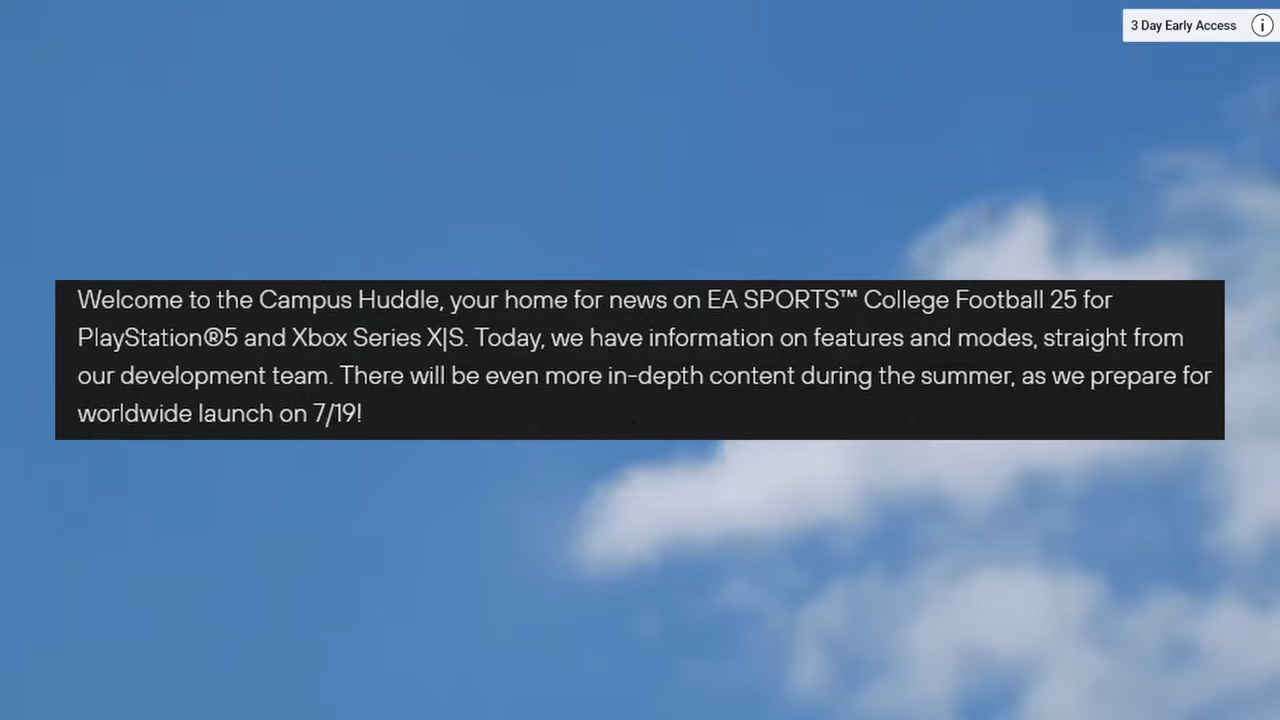 3 Day Early Access
Welcome to the Campus Huddle, your home for news on EA SPORTS™ College Football 25 for
PlayStation®5 and Xbox Series X|S. Today, we have information on features and modes, straight from
our development team. There will be even more in-depth content during the summer, as we prepare for
worldwide launch on 7/19!